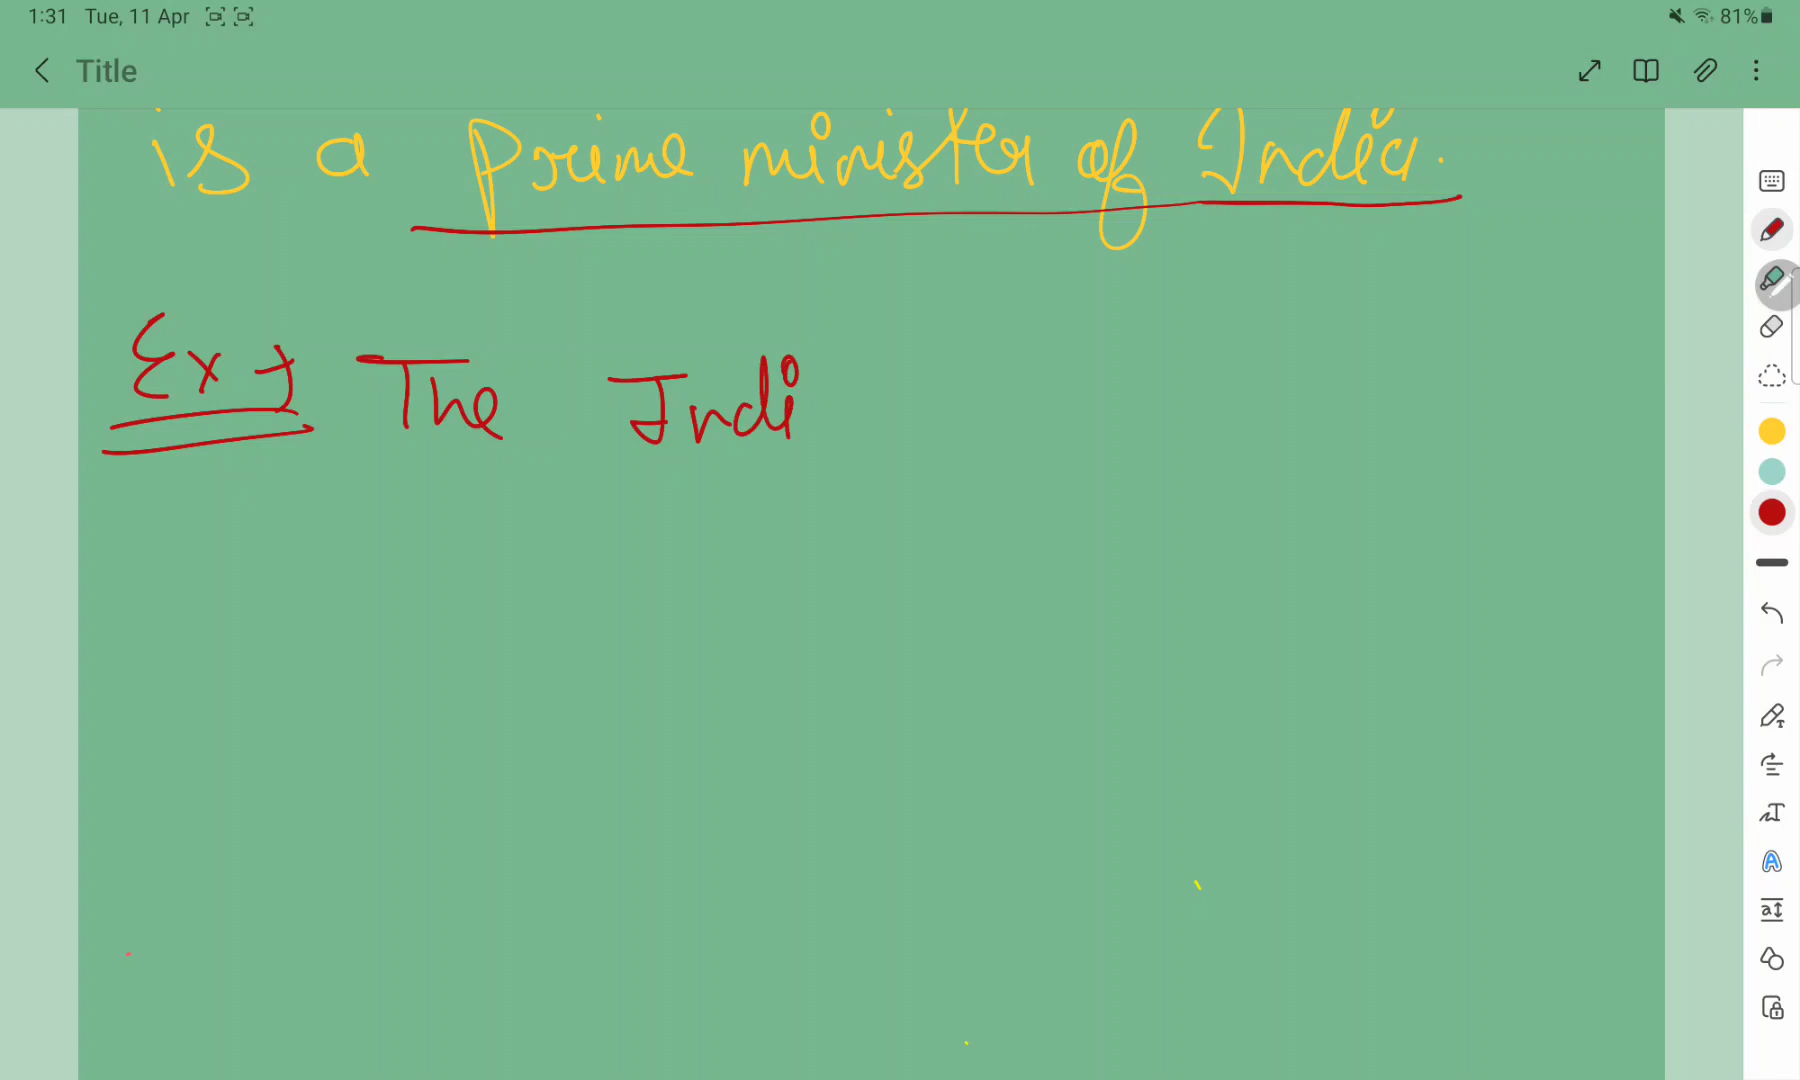 1:31 Tue, 11 Apr
81%
Title
is a Prime minister of India.
Ex → The Indi